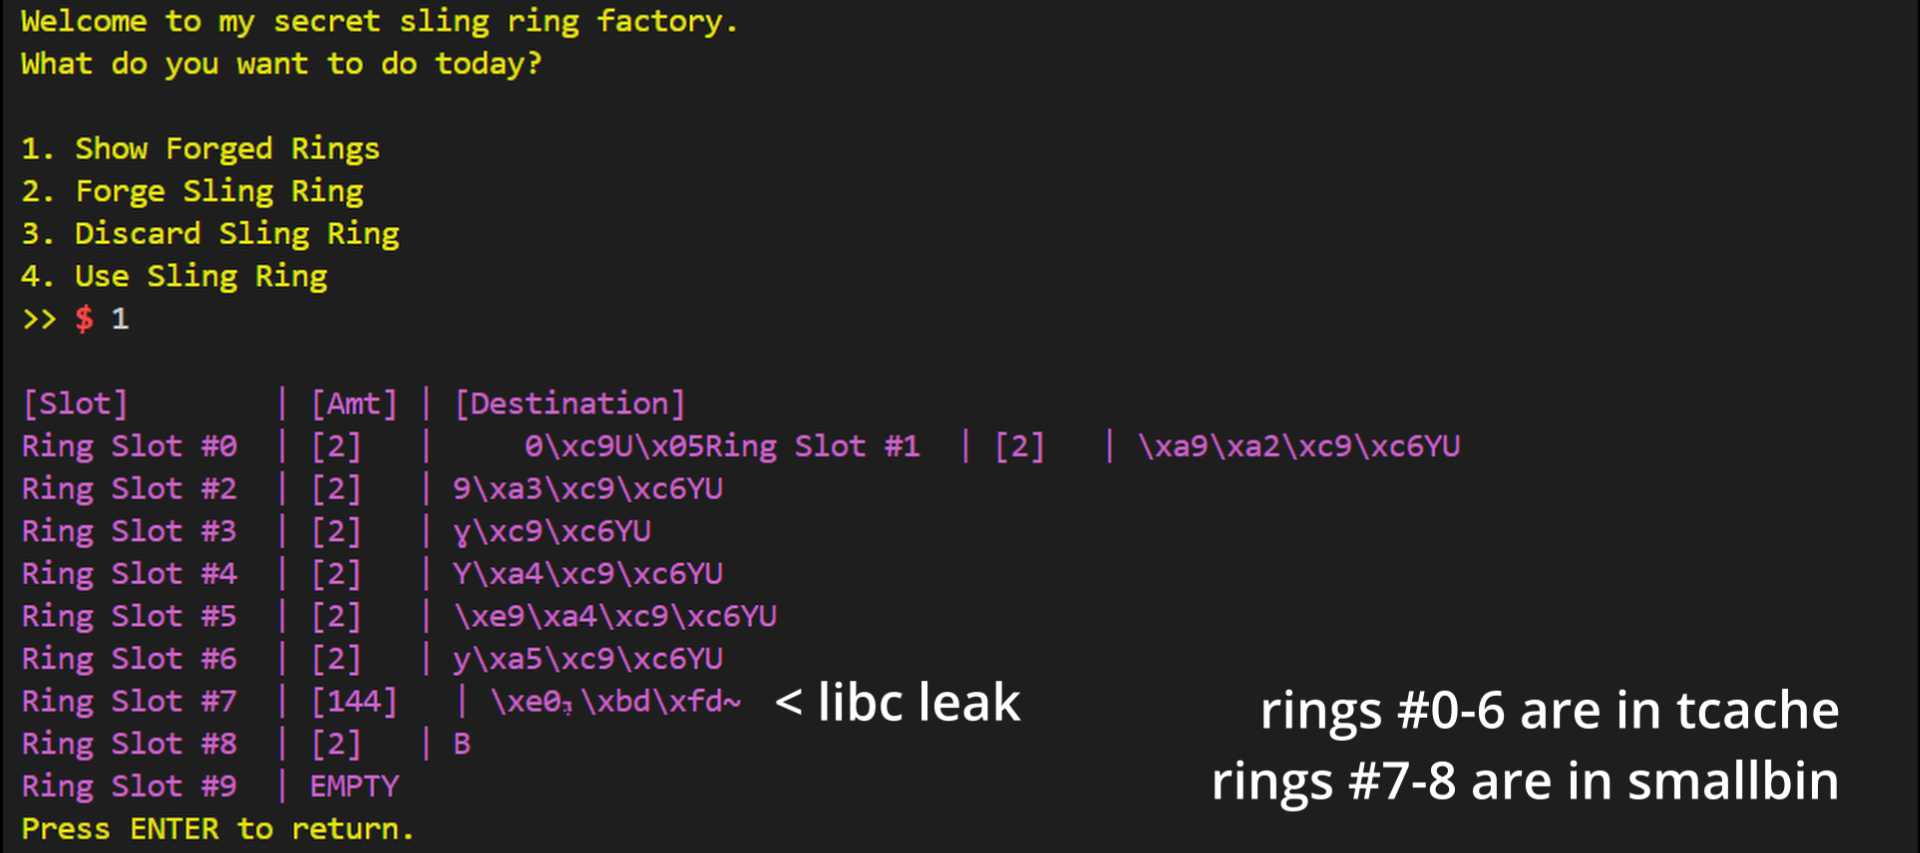 Welcome to my secret sling ring factory.
What do you want to do today?
1. Show Forged Rings
2. Forge Sling Ring
3. Discard Sling Ring
4. Use Sling Ring
>> $ 1
[Slot] | [Amt] | [Destination]
Ring Slot #0 | [2] | 0\xc9U\x05Ring Slot #1 | [2] | \xa9\xa2\xc9\xc6YU
Ring Slot #2 | [2] | 9\xa3\xc9\xc6YU
Ring Slot #3 | [2] | ɣ\xc9\xc6YU
Ring Slot #4 | [2] | Y\xa4\xc9\xc6YU
Ring Slot #5 | [2] | \xe9\xa4\xc9\xc6YU
Ring Slot #6 | [2] | y\xa5\xc9\xc6YU
Ring Slot #7 | [144] | \xe0\xbd\xfd~ < libc leak
Ring Slot #8 | [2] | B
Ring Slot #9 | EMPTY
Press ENTER to return.
rings #0-6 are in tcache
rings #7-8 are in smallbin